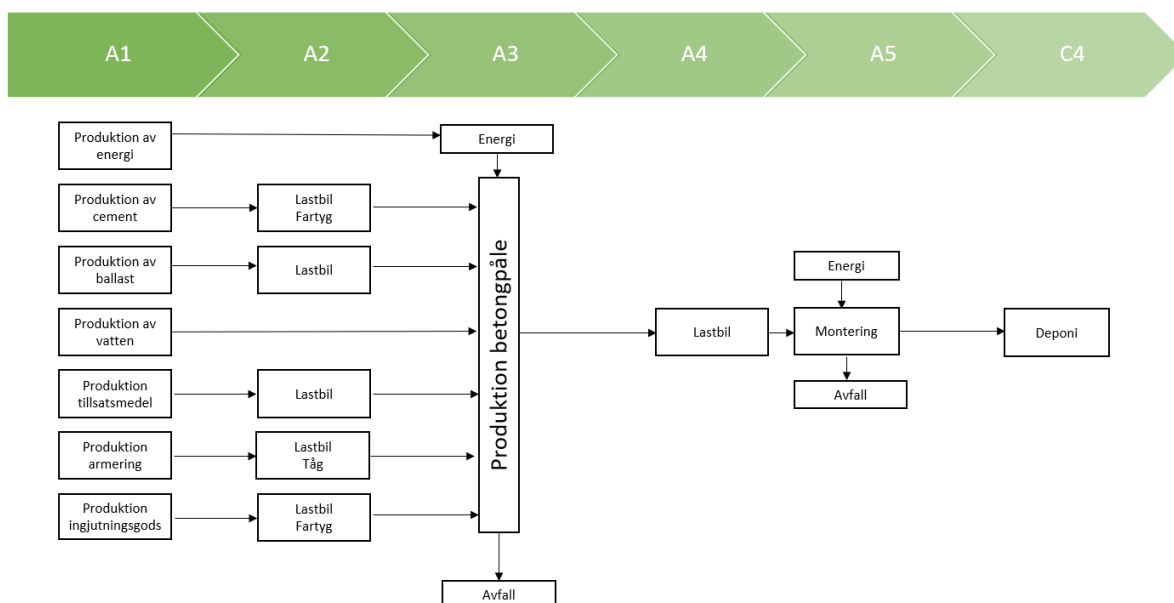 A1
A2
A3
A4
A5
C4
Produktion av
energi
Energi
Produktion av
cement
Lastbil
Fartyg
Produktion av
ballast
Lastbil
Produktion av
vatten
Produktion
tillsatsmedel
Lastbil
Produktion
armering
Lastbil
Tåg
Produktion
ingjutningsgods
Lastbil
Fartyg
Produktion betongpåle
Avfall
Lastbil
Energi
Montering
Avfall
Deponi